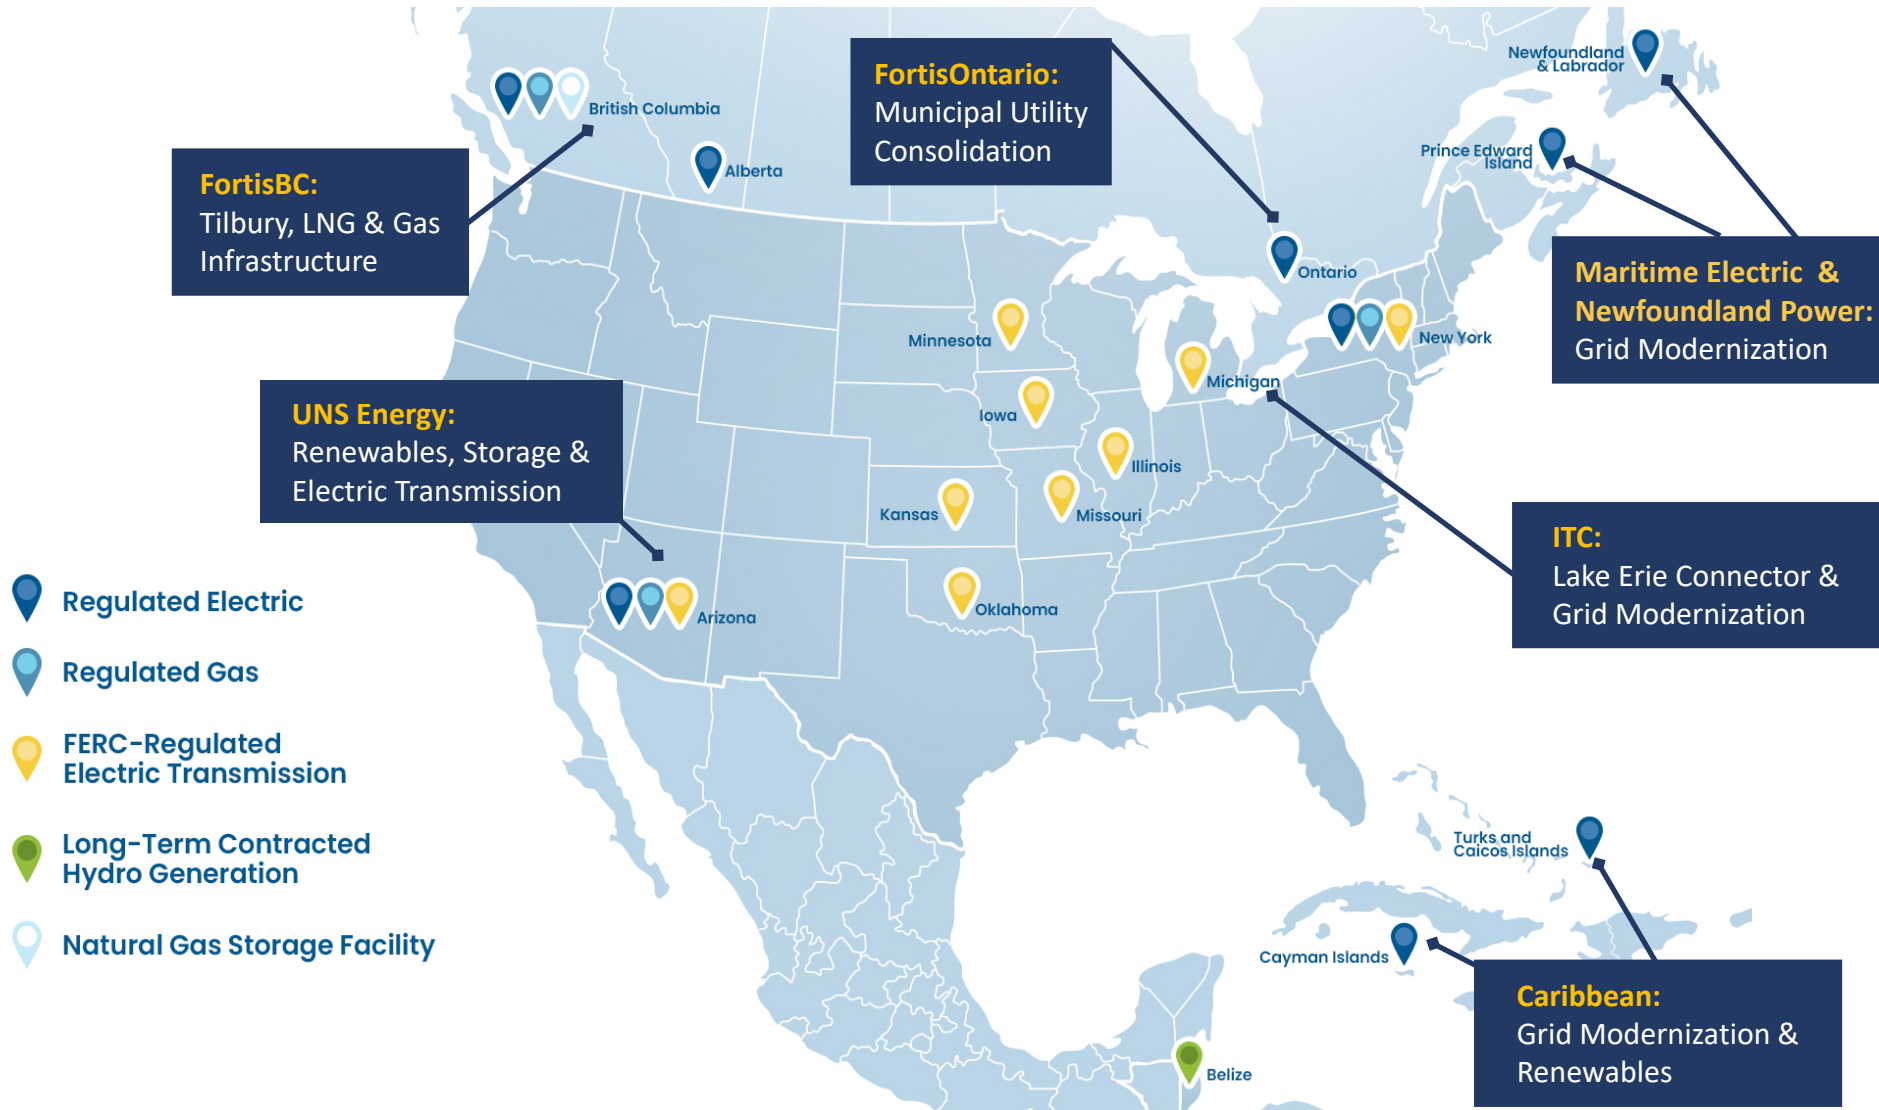 Newfoundland
& Labrador
FortisOntario:
Municipal Utility
Consolidation
British Columbia
Alberta
Prince Edward
Island
FortisBC:
Tilbury, LNG & Gas
Infrastructure
Ontario
Maritime Electric  &
Newfoundland Power:
Grid Modernization
Minnesota
New York
Michigan
Iowa
UNS Energy:
Renewables, Storage &
Electric Transmission
Illinois
Kansas
Missouri
ITC:
Lake Erie Connector &
Grid Modernization
Oklahoma
Arizona
Regulated Electric
Regulated Gas
FERC-Regulated
Electric Transmission
Long-Term Contracted
Hydro Generation
Natural Gas Storage Facility
Turks and
Caicos Islands
Cayman Islands
Caribbean:
Grid Modernization &
Renewables
Belize